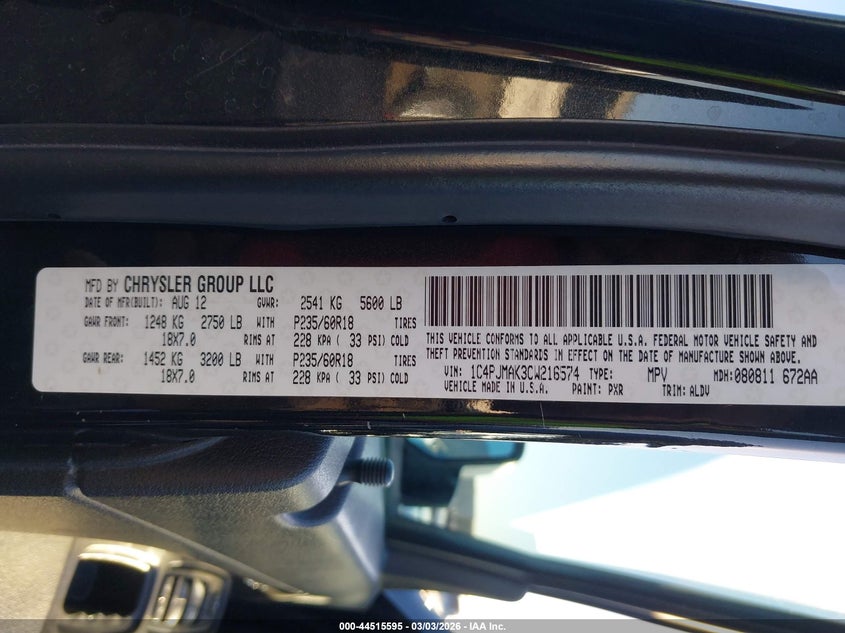 MFD BY CHRYSLER GROUP LLC
DATE OF MFR(BUILT): AUG 12 GVWR: 2541 KG 5600 LB
GAWR FRONT: 1248 KG 2750 LB WITH P235/60R18 TIRES
18X7.0 RIMS AT 228 KPA ( 33 PSI) COLD
GAWR REAR: 1452 KG 3200 LB WITH P235/60R18 TIRES
18X7.0 RIMS AT 228 KPA ( 33 PSI) COLD
THIS VEHICLE CONFORMS TO ALL APPLICABLE U.S.A. FEDERAL MOTOR VEHICLE SAFETY AND
THEFT PREVENTION STANDARDS IN EFFECT ON THE DATE OF MANUFACTURE SHOWN ABOVE.
VIN: 1C4PJMAK3CW216574 TYPE: MPV MDH: 080811 672AA
VEHICLE MADE IN U.S.A. PAINT: PXR TRIM: ALDV
000-44515595 - 03/03/2026 - IAA Inc.